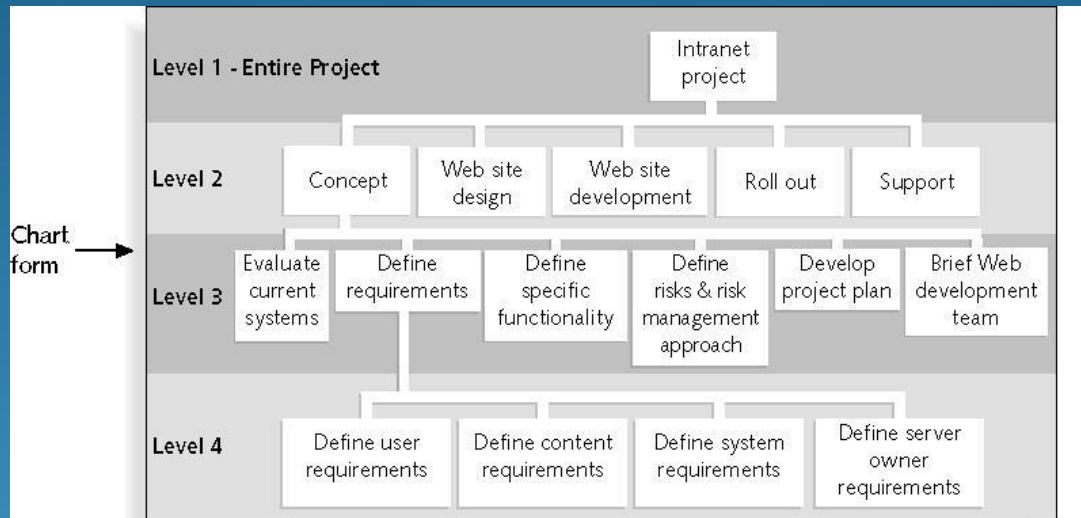 Level 1 - Entire Project
Intranet
project
Level 2
Concept
Web site
design
Web site
development
Roll out
Support
Chart
form
Level 3
Evaluate
current
systems
Define
requirements
Define
specific
functionality
Define
risks & risk
management
approach
Develop
project plan
Brief Web
development
team
Level 4
Define user
requirements
Define content
requirements
Define system
requirements
Define server
owner
requirements